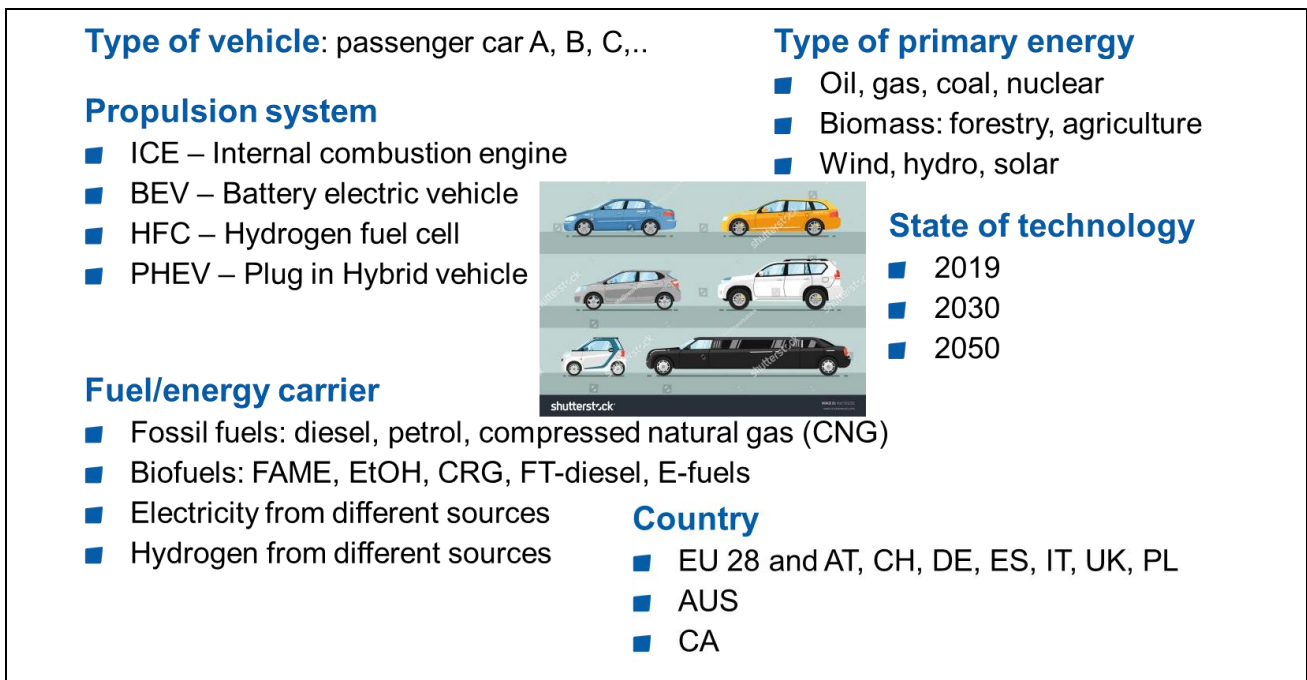 Type of vehicle: passenger car A, B, C,..
Propulsion system
ICE – Internal combustion engine
BEV – Battery electric vehicle
HFC – Hydrogen fuel cell
PHEV – Plug in Hybrid vehicle
Type of primary energy
Oil, gas, coal, nuclear
Biomass: forestry, agriculture
Wind, hydro, solar
State of technology
2019
2030
2050
shutterstock
Fuel/energy carrier
Fossil fuels: diesel, petrol, compressed natural gas (CNG)
Biofuels: FAME, EtOH, CRG, FT-diesel, E-fuels
Electricity from different sources
Hydrogen from different sources
Country
EU 28 and AT, CH, DE, ES, IT, UK, PL
AUS
CA